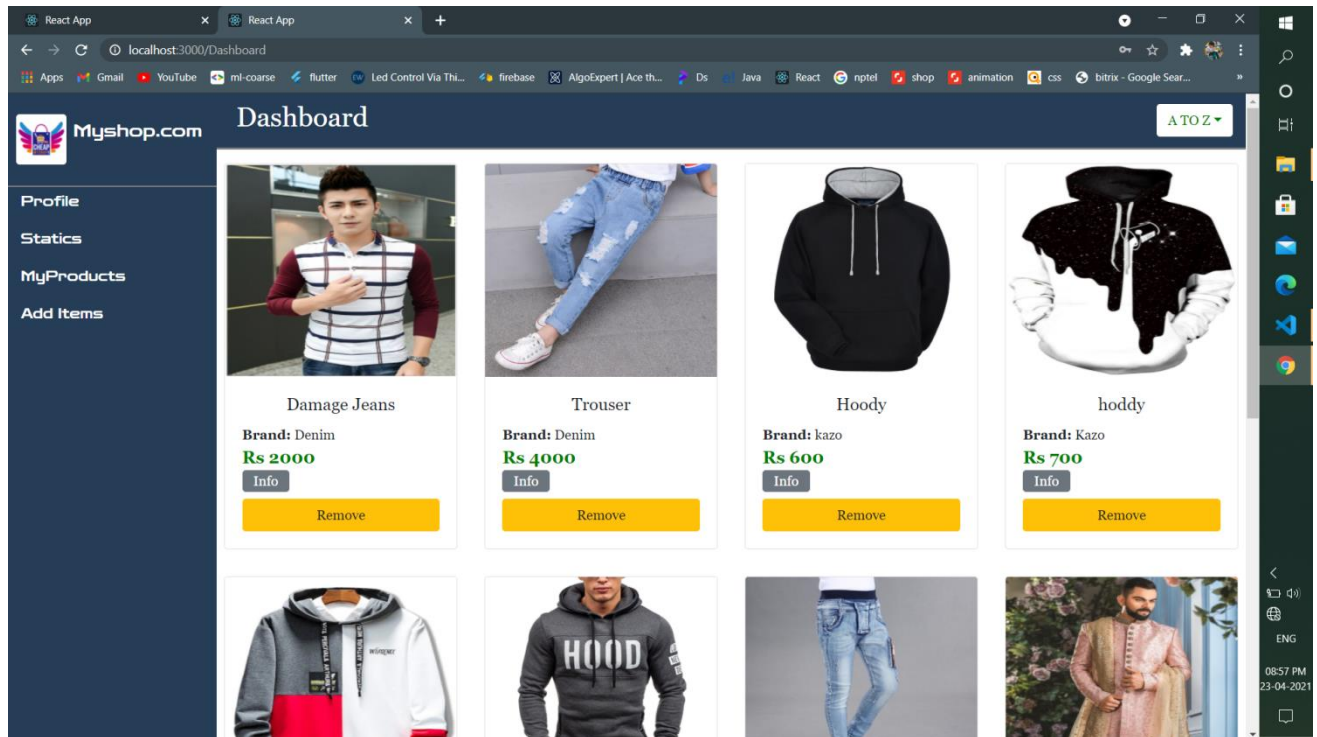 React App
React App
localhost:3000/Dashboard
Apps Gmail YouTube ml-coarse flutter Led Control Via Thi... firebase AlgoExpert | Ace th... Ds Java React nptel shop animation css bitrix - Google Sear... »
CHEAP
Myshop.com
Dashboard
A TO Z
Profile
Statics
MyProducts
Add Items
Damage Jeans Trouser Hoody hoddy
Brand: Denim Brand: Denim Brand: kazo Brand: Kazo
Rs 2000 Rs 4000 Rs 600 Rs 700
Info Info Info Info
Remove Remove Remove Remove
HOOD
ENG
08:57 PM
23-04-2021